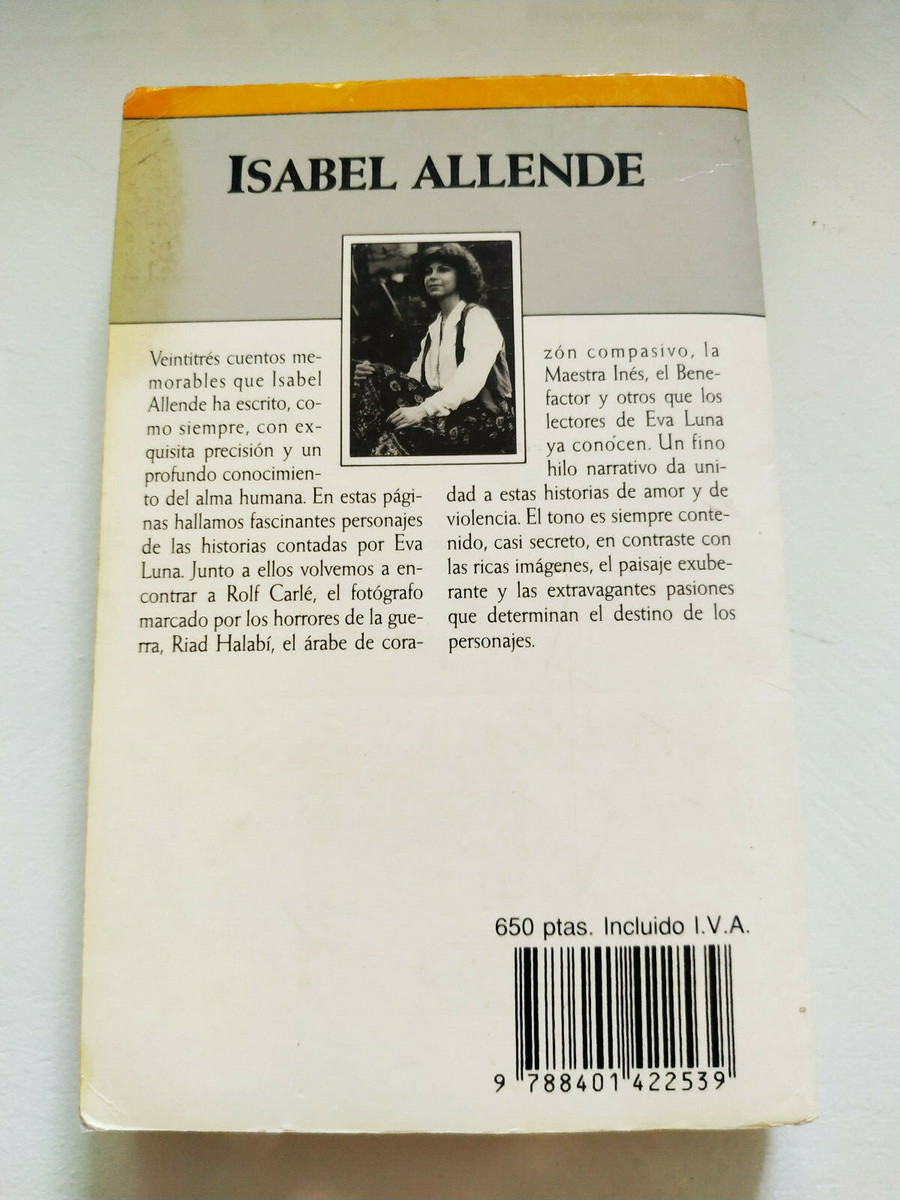 ISABEL ALLENDE
Veintitrés cuentos me-
morables que Isabel
Allende ha escrito, co-
mo siempre, con ex-
quisita precisión y un
profundo conocimien-
to del alma humana. En estas pági-
nas hallamos fascinantes personajes
de las historias contadas por Eva
Luna. Junto a ellos volvemos a en-
contrar a Rolf Carlé, el fotógrafo
marcado por los horrores de la gue-
rra, Riad Halabí, el árabe de cora-
zón compasivo, la
Maestra Inés, el Bene-
factor y otros que los
lectores de Eva Luna
ya conocen. Un fino
hilo narrativo da uni-
dad a estas historias de amor y de
violencia. El tono es siempre conte-
nido, casi secreto, en contraste con
las ricas imágenes, el paisaje exube-
rante y las extravagantes pasiones
que determinan el destino de los
personajes.
650 ptas. Incluido I.V.A.
9 788401 422539